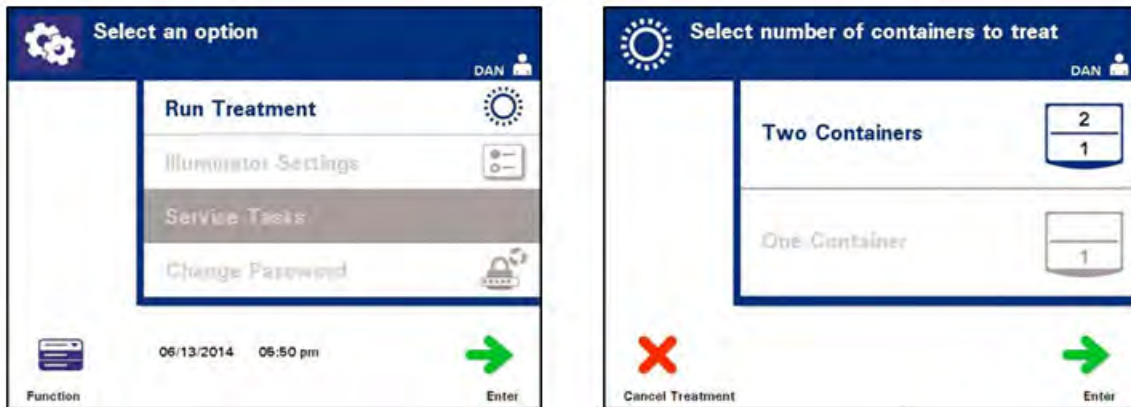 Select an option
DAN
Run Treatment
Illuminator Settings
Service Tasks
Change Password
06/13/2014 05:50 pm
Function
Enter
Select number of containers to treat
DAN
Two Containers
2
1
One Container
1
Cancel Treatment
Enter